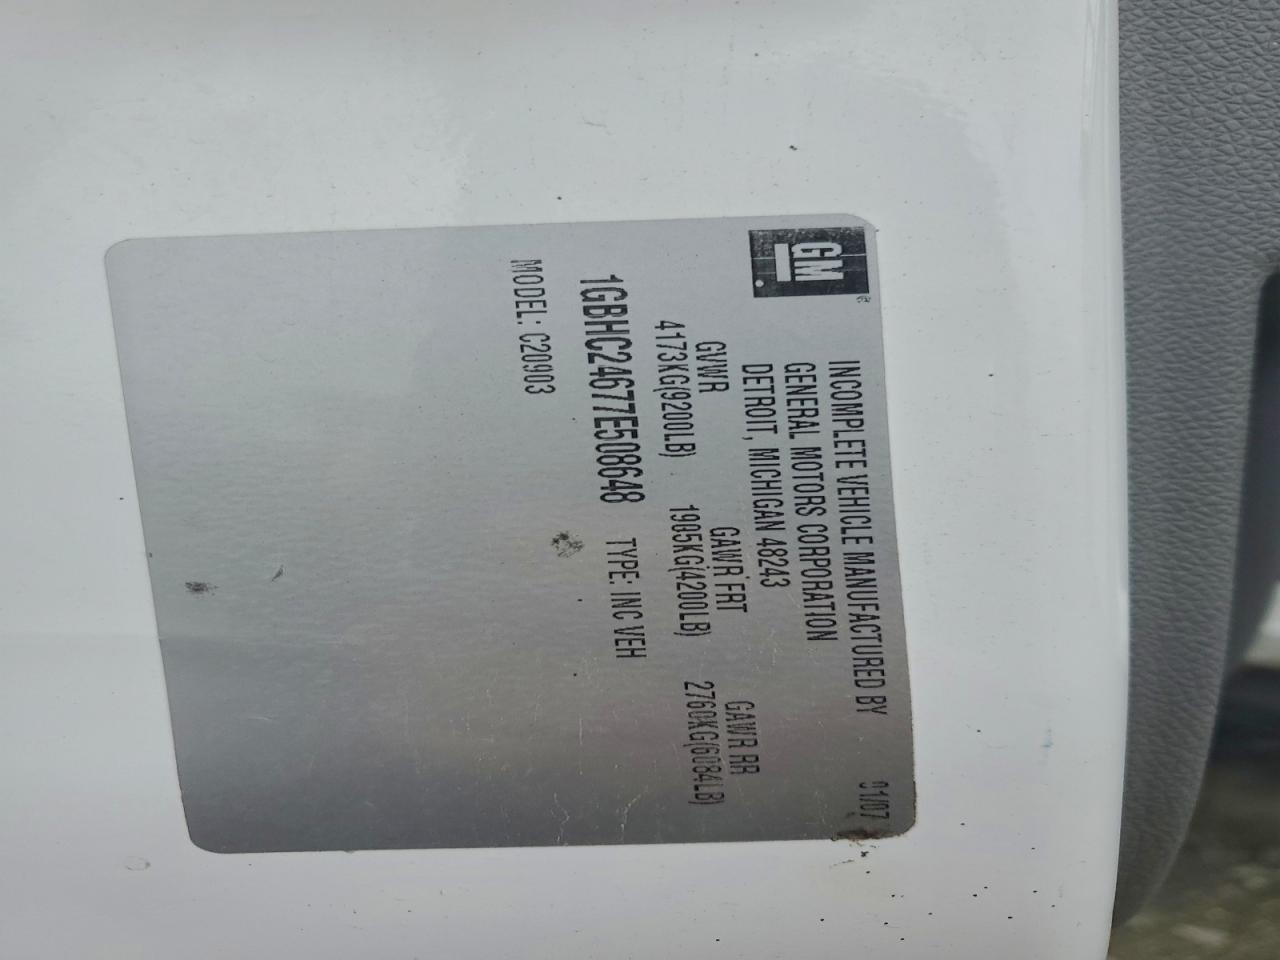 GM ®
INCOMPLETE VEHICLE MANUFACTURED BY 01/07
GENERAL MOTORS CORPORATION
DETROIT, MICHIGAN 48243
GVWR GAWR FRT GAWR RR
4173KG(9200LB) 1905KG(4200LB) 2760KG(6084LB)
1GBHC24677E508648 TYPE: INC VEH
MODEL: C20903